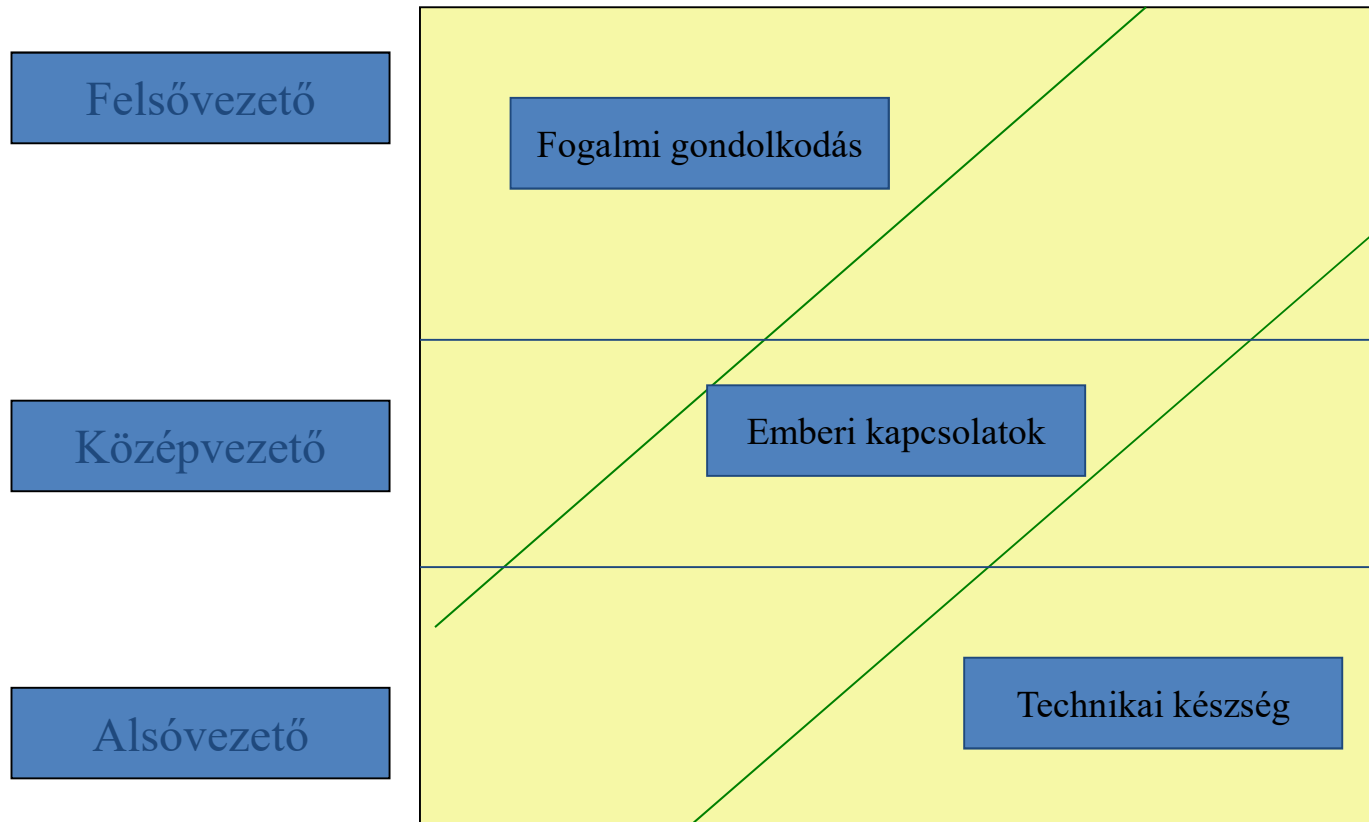 Felsővezető
Fogalmi gondolkodás
Középvezető
Emberi kapcsolatok
Alsóvezető
Technikai készség